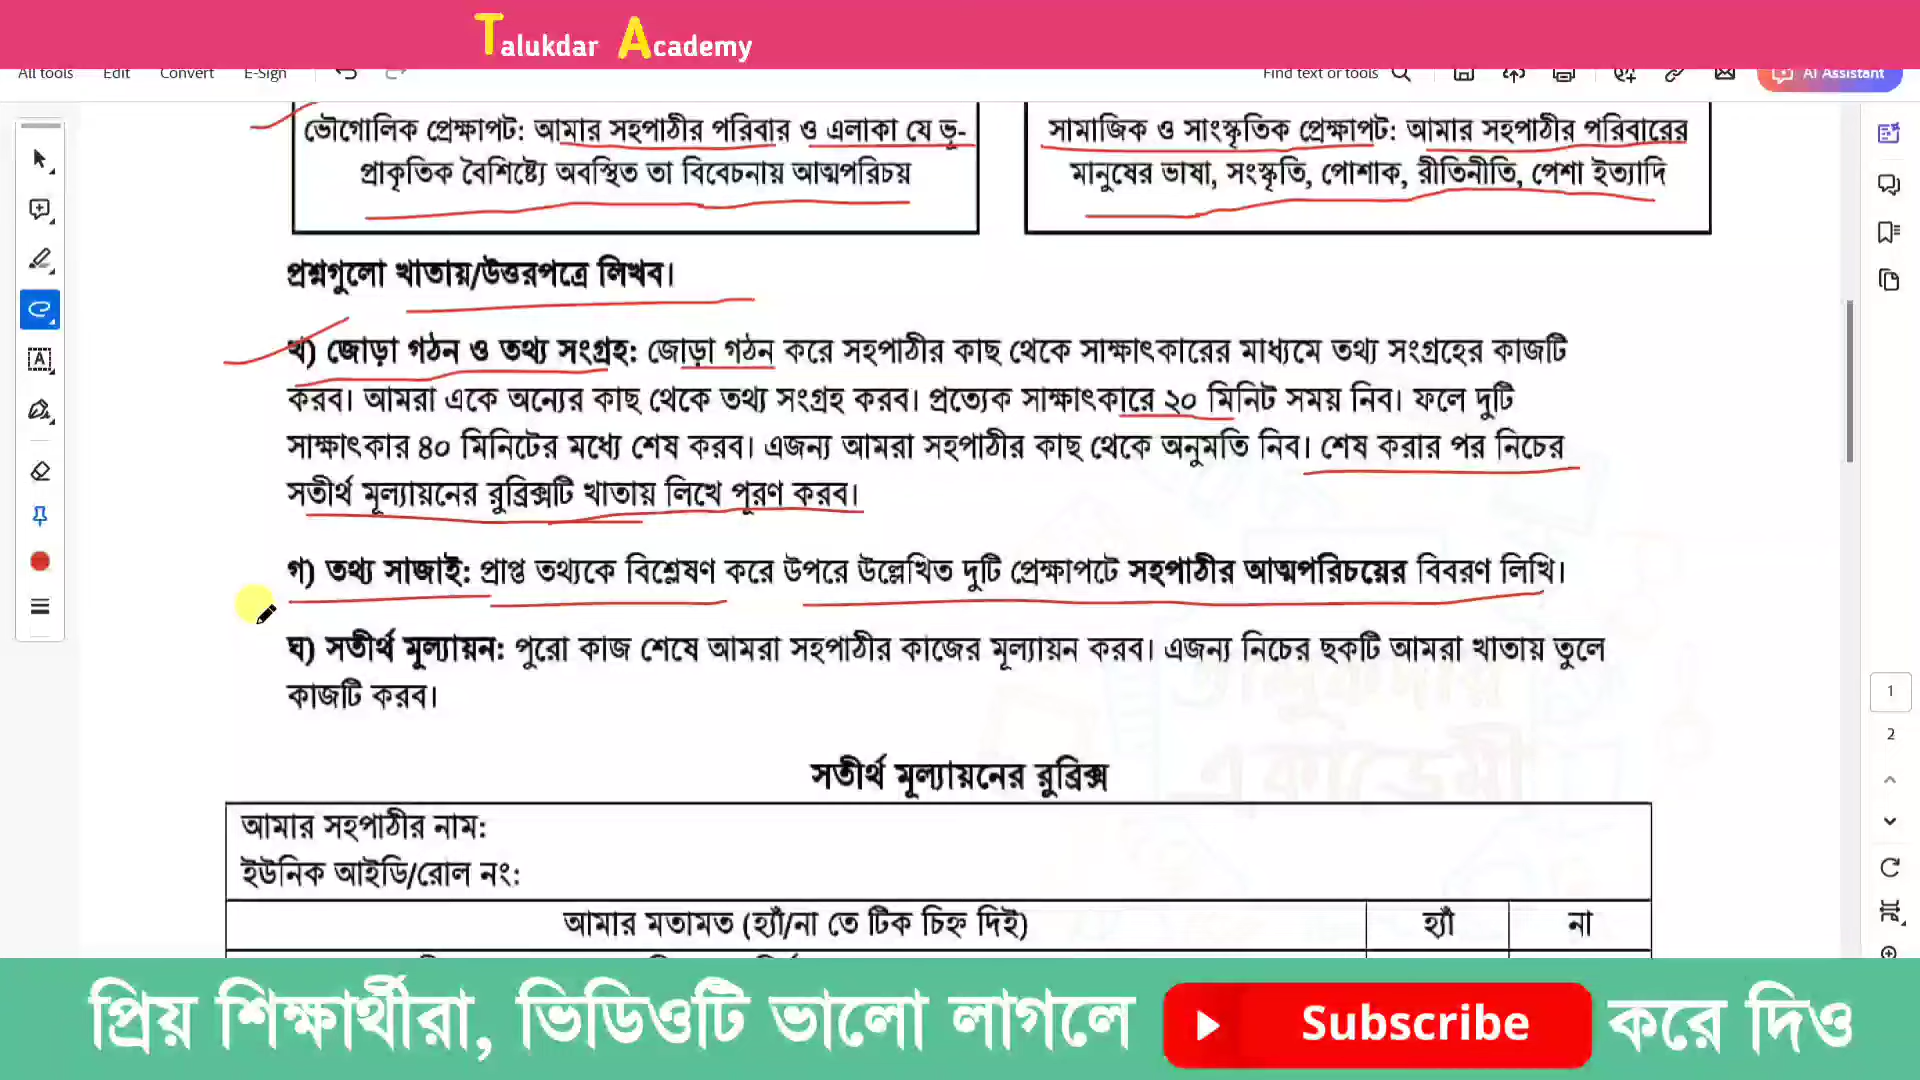 Talukdar Academy
All tools Edit Convert E-Sign Find text or tools AI Assistant
ভৌগোলিক প্রেক্ষাপট: আমার সহপাঠীর পরিবার ও এলাকা যে ভূ-
প্রাকৃতিক বৈশিষ্ট্যে অবস্থিত তা বিবেচনায় আত্মপরিচয়
সামাজিক ও সাংস্কৃতিক প্রেক্ষাপট: আমার সহপাঠীর পরিবারের
মানুষের ভাষা, সংস্কৃতি, পোশাক, রীতিনীতি, পেশা ইত্যাদি
প্রশ্নগুলো খাতায়/উত্তরপত্রে লিখব।
খ) জোড়া গঠন ও তথ্য সংগ্রহ: জোড়া গঠন করে সহপাঠীর কাছ থেকে সাক্ষাৎকারের মাধ্যমে তথ্য সংগ্রহের কাজটি
করব। আমরা একে অন্যের কাছ থেকে তথ্য সংগ্রহ করব। প্রত্যেক সাক্ষাৎকারে ২০ মিনিট সময় নিব। ফলে দুটি
সাক্ষাৎকার ৪০ মিনিটের মধ্যে শেষ করব। এজন্য আমরা সহপাঠীর কাছ থেকে অনুমতি নিব। শেষ করার পর নিচের
সতীর্থ মূল্যায়নের রুব্রিক্সটি খাতায় লিখে পূরণ করব।
গ) তথ্য সাজাই: প্রাপ্ত তথ্যকে বিশ্লেষণ করে উপরে উল্লেখিত দুটি প্রেক্ষাপটে সহপাঠীর আত্মপরিচয়ের বিবরণ লিখি।
ঘ) সতীর্থ মূল্যায়ন: পুরো কাজ শেষে আমরা সহপাঠীর কাজের মূল্যায়ন করব। এজন্য নিচের ছকটি আমরা খাতায় তুলে
কাজটি করব।
তালুকদার
একাডেমী
1
2
সতীর্থ মূল্যায়নের রুব্রিক্স
আমার সহপাঠীর নাম:
ইউনিক আইডি/রোল নং:
আমার মতামত (হ্যাঁ/না তে টিক চিহ্ন দিই) হ্যাঁ না
প্রিয় শিক্ষার্থীরা, ভিডিওটি ভালো লাগলে Subscribe করে দিও